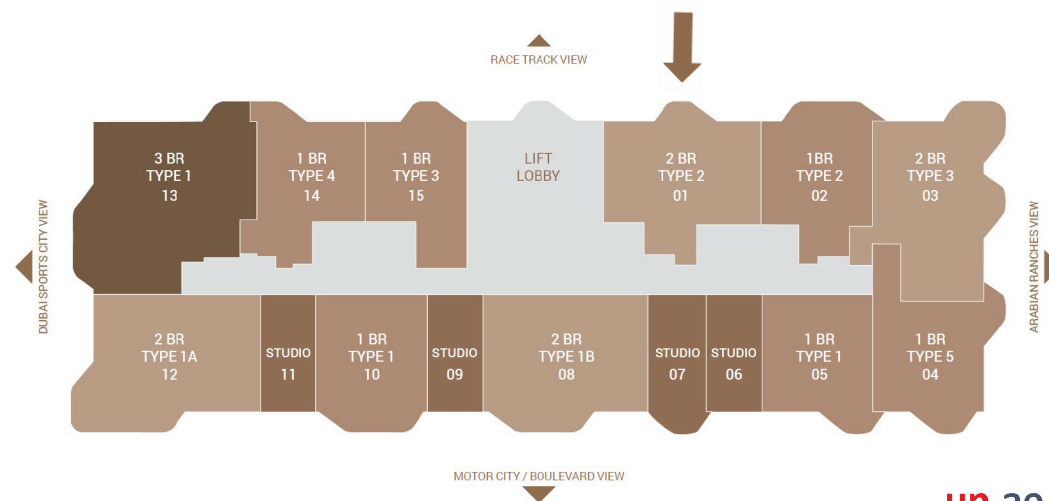 RACE TRACK VIEW
3 BR
TYPE 1
13
1 BR
TYPE 4
14
1 BR
TYPE 3
15
LIFT
LOBBY
2 BR
TYPE 2
01
1BR
TYPE 2
02
2 BR
TYPE 3
03
DUBAI SPORTS CITY VIEW
ARABIAN RANCHES VIEW
2 BR
TYPE 1A
12
STUDIO
11
1 BR
TYPE 1
10
STUDIO
09
2 BR
TYPE 1B
08
STUDIO
07
STUDIO
06
1 BR
TYPE 1
05
1 BR
TYPE 5
04
MOTOR CITY / BOULEVARD VIEW